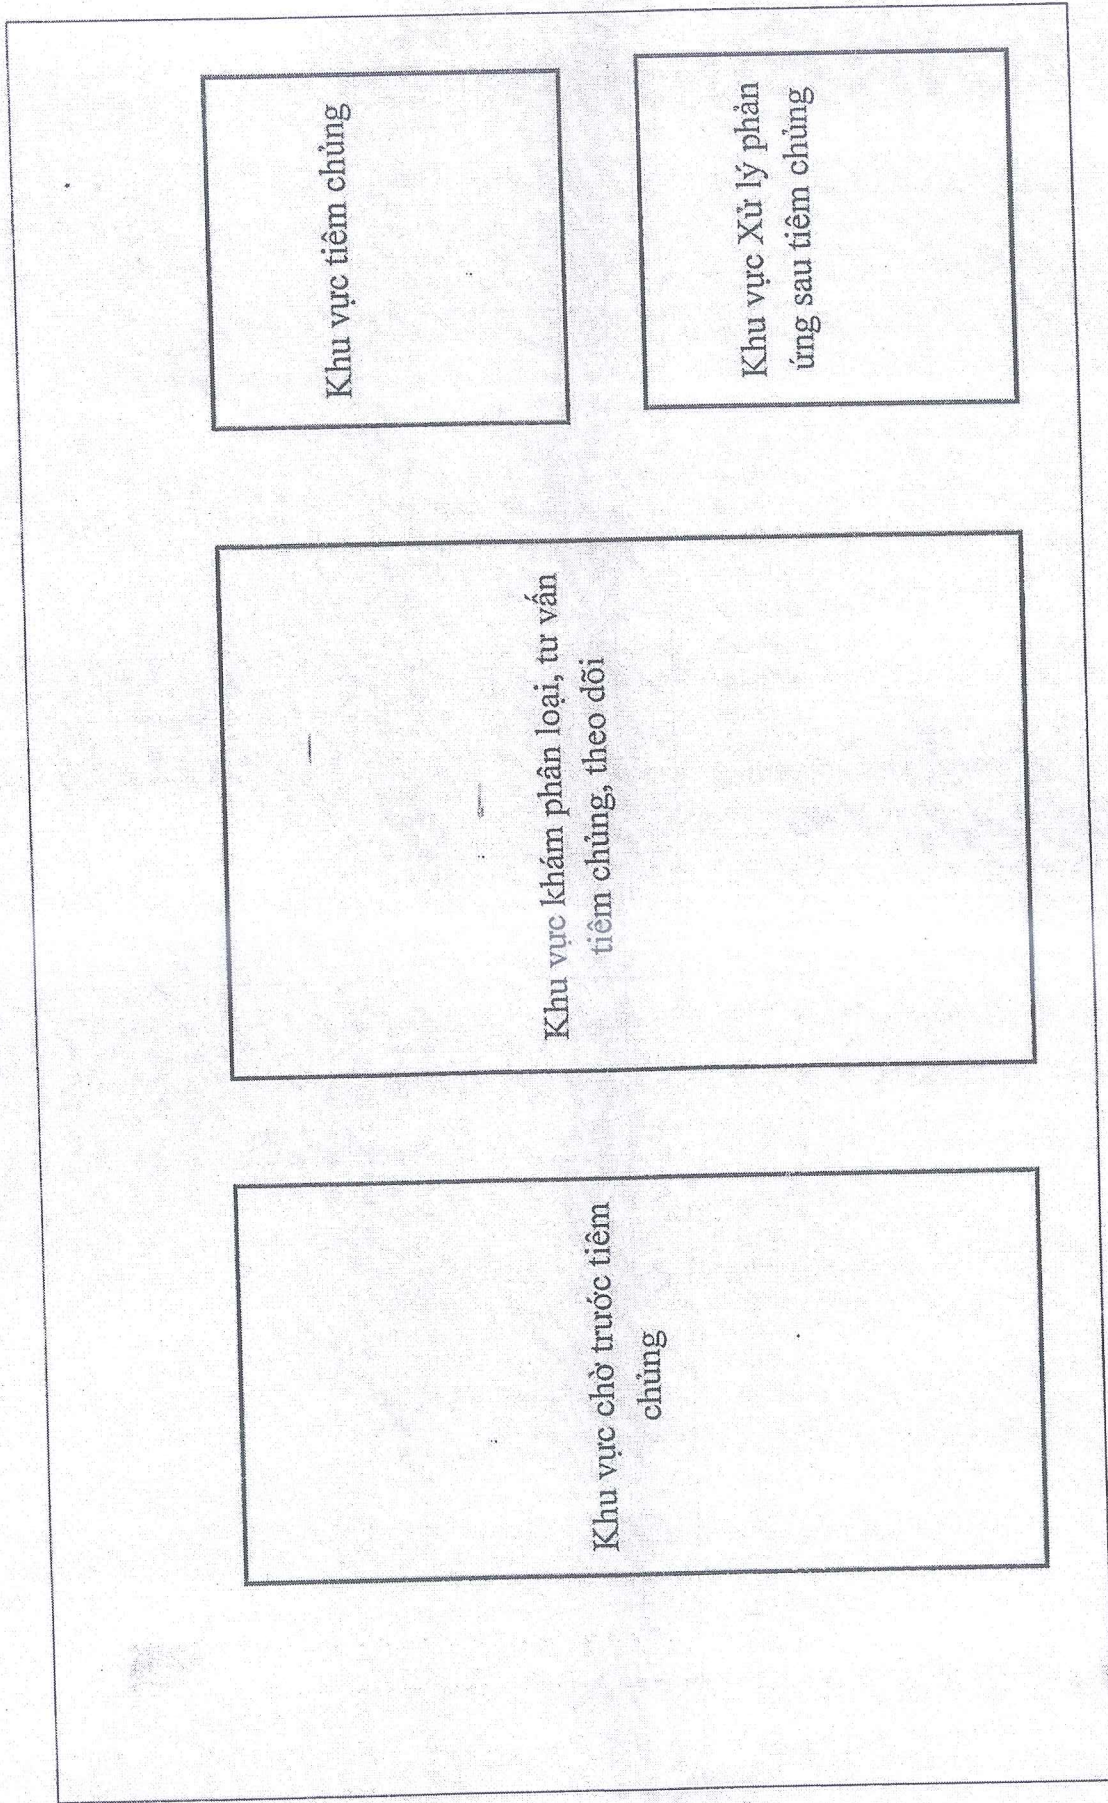 Khu vực chờ trước tiêm
chủng
Khu vực khám phân loại, tư vấn
tiêm chủng, theo dõi
Khu vực tiêm chủng
Khu vực Xử lý phản
ứng sau tiêm chủng